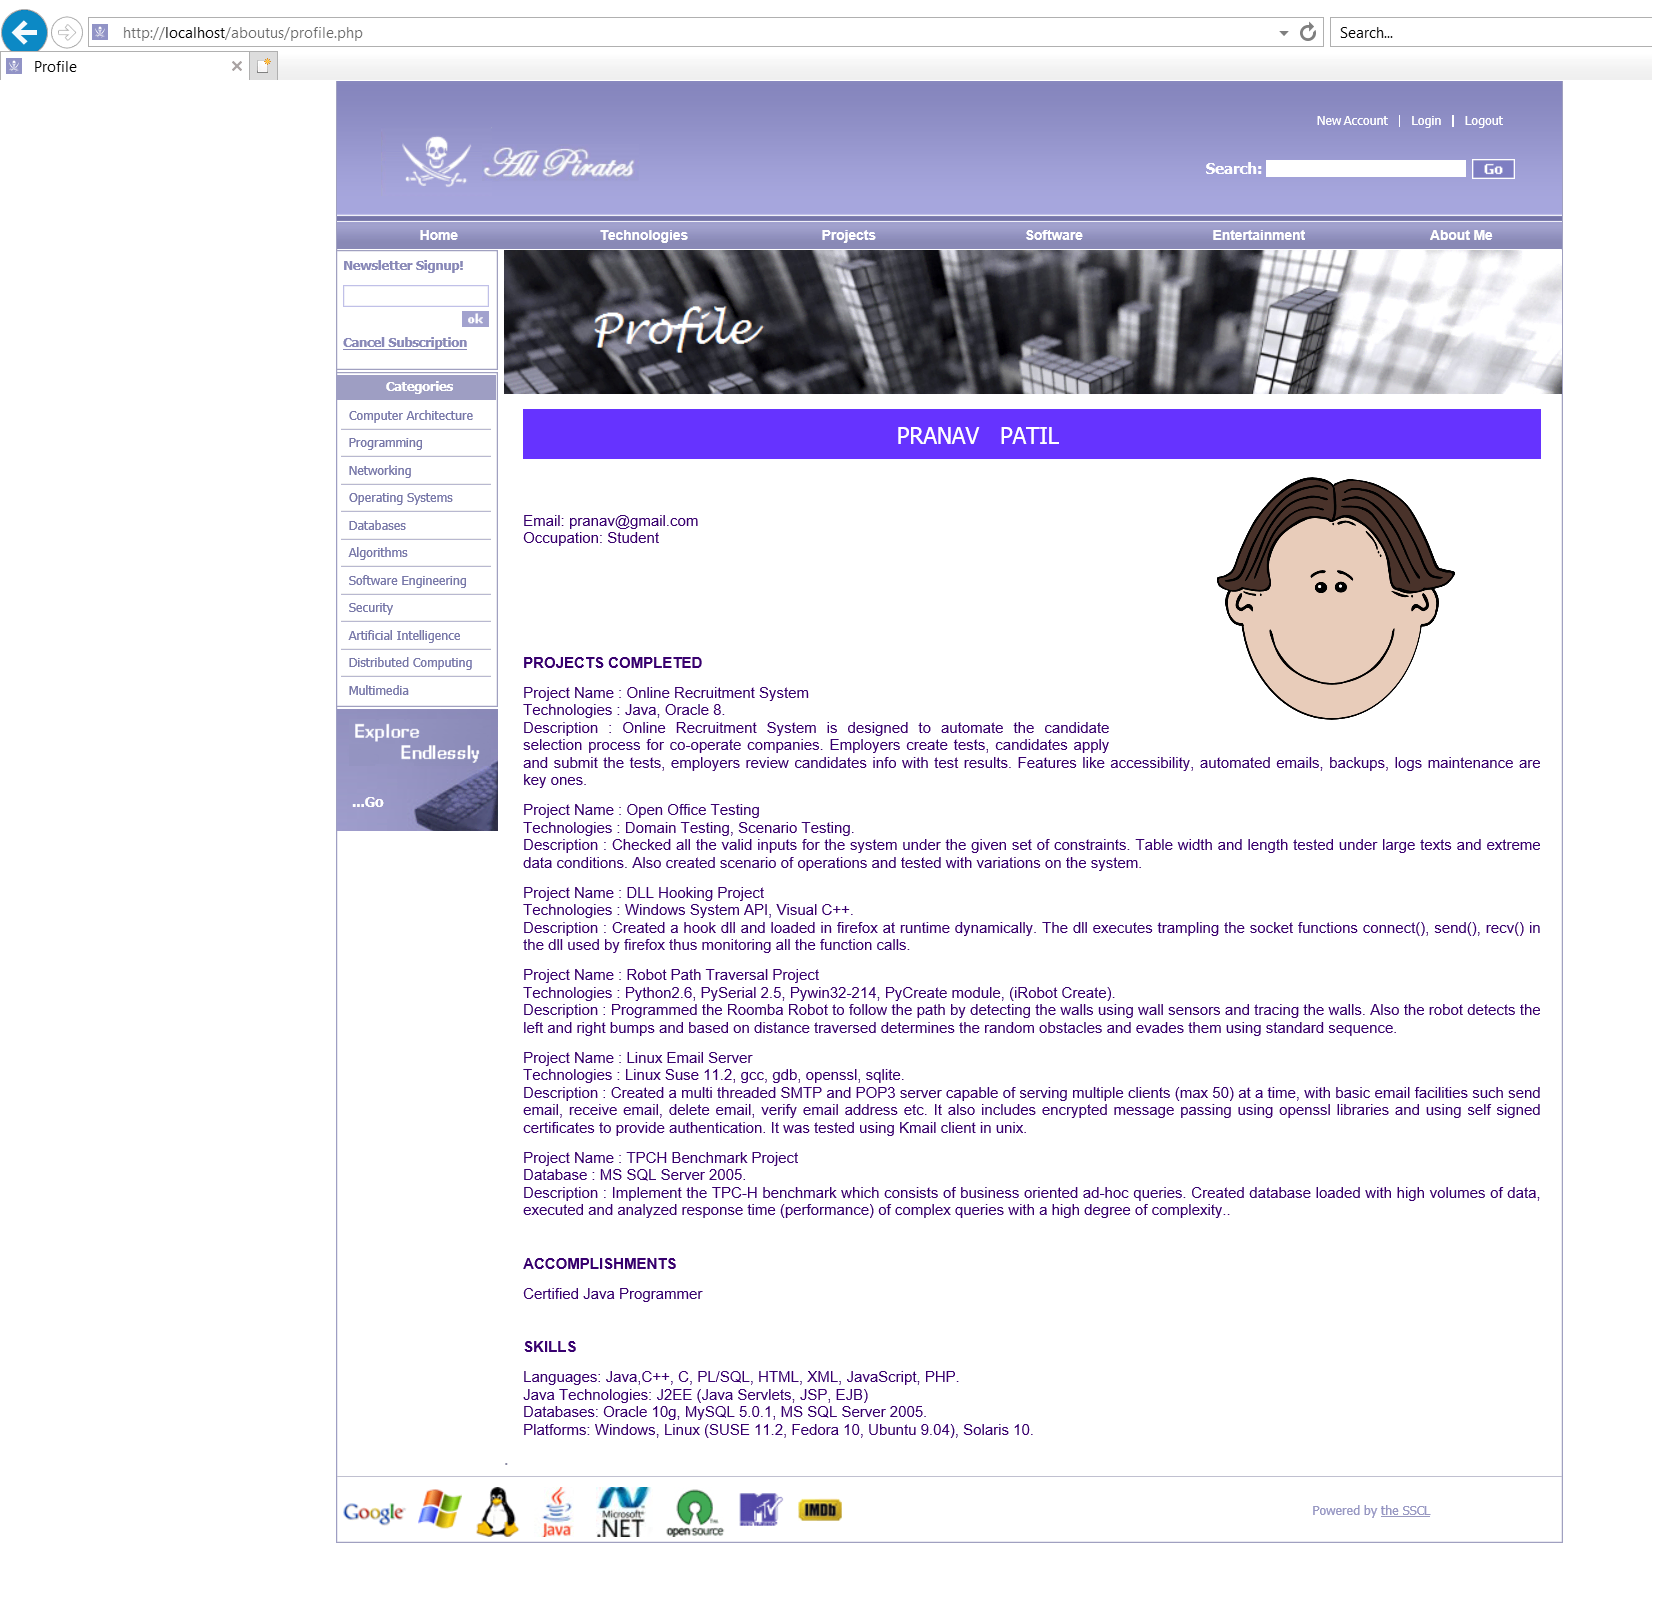 http://localhost/aboutus/profile.php
Search...
Profile
New Account | Login | Logout
All Pirates
Search: Go
Home Technologies Projects Software Entertainment About Me
Newsletter Signup!
ok
Cancel Subscription
Categories
Computer Architecture
Programming
Networking
Operating Systems
Databases
Algorithms
Software Engineering
Security
Artificial Intelligence
Distributed Computing
Multimedia
Explore
Endlessly
...Go
Profile
PRANAV PATIL
Email: pranav@gmail.com
Occupation: Student
PROJECTS COMPLETED
Project Name : Online Recruitment System
Technologies : Java, Oracle 8.
Description : Online Recruitment System is designed to automate the candidate
selection process for co-operate companies. Employers create tests, candidates apply
and submit the tests, employers review candidates info with test results. Features like accessibility, automated emails, backups, logs maintenance are
key ones.
Project Name : Open Office Testing
Technologies : Domain Testing, Scenario Testing.
Description : Checked all the valid inputs for the system under the given set of constraints. Table width and length tested under large texts and extreme
data conditions. Also created scenario of operations and tested with variations on the system.
Project Name : DLL Hooking Project
Technologies : Windows System API, Visual C++.
Description : Created a hook dll and loaded in firefox at runtime dynamically. The dll executes trampling the socket functions connect(), send(), recv() in
the dll used by firefox thus monitoring all the function calls.
Project Name : Robot Path Traversal Project
Technologies : Python2.6, PySerial 2.5, Pywin32-214, PyCreate module, (iRobot Create).
Description : Programmed the Roomba Robot to follow the path by detecting the walls using wall sensors and tracing the walls. Also the robot detects the
left and right bumps and based on distance traversed determines the random obstacles and evades them using standard sequence.
Project Name : Linux Email Server
Technologies : Linux Suse 11.2, gcc, gdb, openssl, sqlite.
Description : Created a multi threaded SMTP and POP3 server capable of serving multiple clients (max 50) at a time, with basic email facilities such send
email, receive email, delete email, verify email address etc. It also includes encrypted message passing using openssl libraries and using self signed
certificates to provide authentication. It was tested using Kmail client in unix.
Project Name : TPCH Benchmark Project
Database : MS SQL Server 2005.
Description : Implement the TPC-H benchmark which consists of business oriented ad-hoc queries. Created database loaded with high volumes of data,
executed and analyzed response time (performance) of complex queries with a high degree of complexity..
ACCOMPLISHMENTS
Certified Java Programmer
SKILLS
Languages: Java,C++, C, PL/SQL, HTML, XML, JavaScript, PHP.
Java Technologies: J2EE (Java Servlets, JSP, EJB)
Databases: Oracle 10g, MySQL 5.0.1, MS SQL Server 2005.
Platforms: Windows, Linux (SUSE 11.2, Fedora 10, Ubuntu 9.04), Solaris 10.
.
Google Java Microsoft .NET open source MTV IMDb
Powered by the SSCL